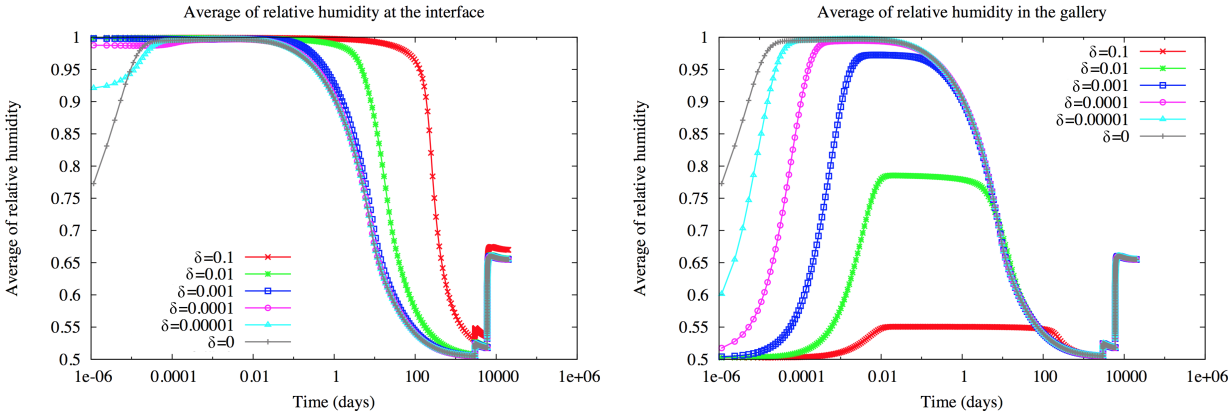 Average of relative humidity at the interface
1
0.95
0.9
0.85
0.8
0.75
0.7
0.65
0.6
0.55
0.5
Average of relative humidity
δ=0.1
δ=0.01
δ=0.001
δ=0.0001
δ=0.00001
δ=0
1e-06 0.0001 0.01 1 100 10000 1e+06
Time (days)
Average of relative humidity in the gallery
1
0.95
0.9
0.85
0.8
0.75
0.7
0.65
0.6
0.55
0.5
Average of relative humidity
δ=0.1
δ=0.01
δ=0.001
δ=0.0001
δ=0.00001
δ=0
1e-06 0.0001 0.01 1 100 10000 1e+06
Time (days)